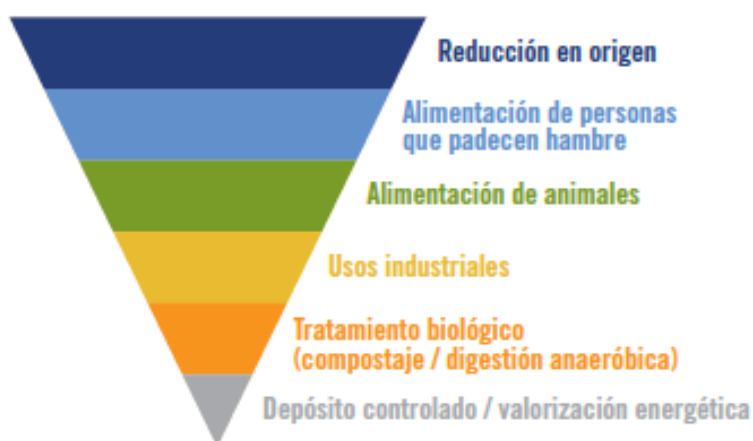 Reducción en origen
Alimentación de personas
que padecen hambre
Alimentación de animales
Usos industriales
Tratamiento biológico
(compostaje / digestión anaeróbica)
Depósito controlado / valorización energética